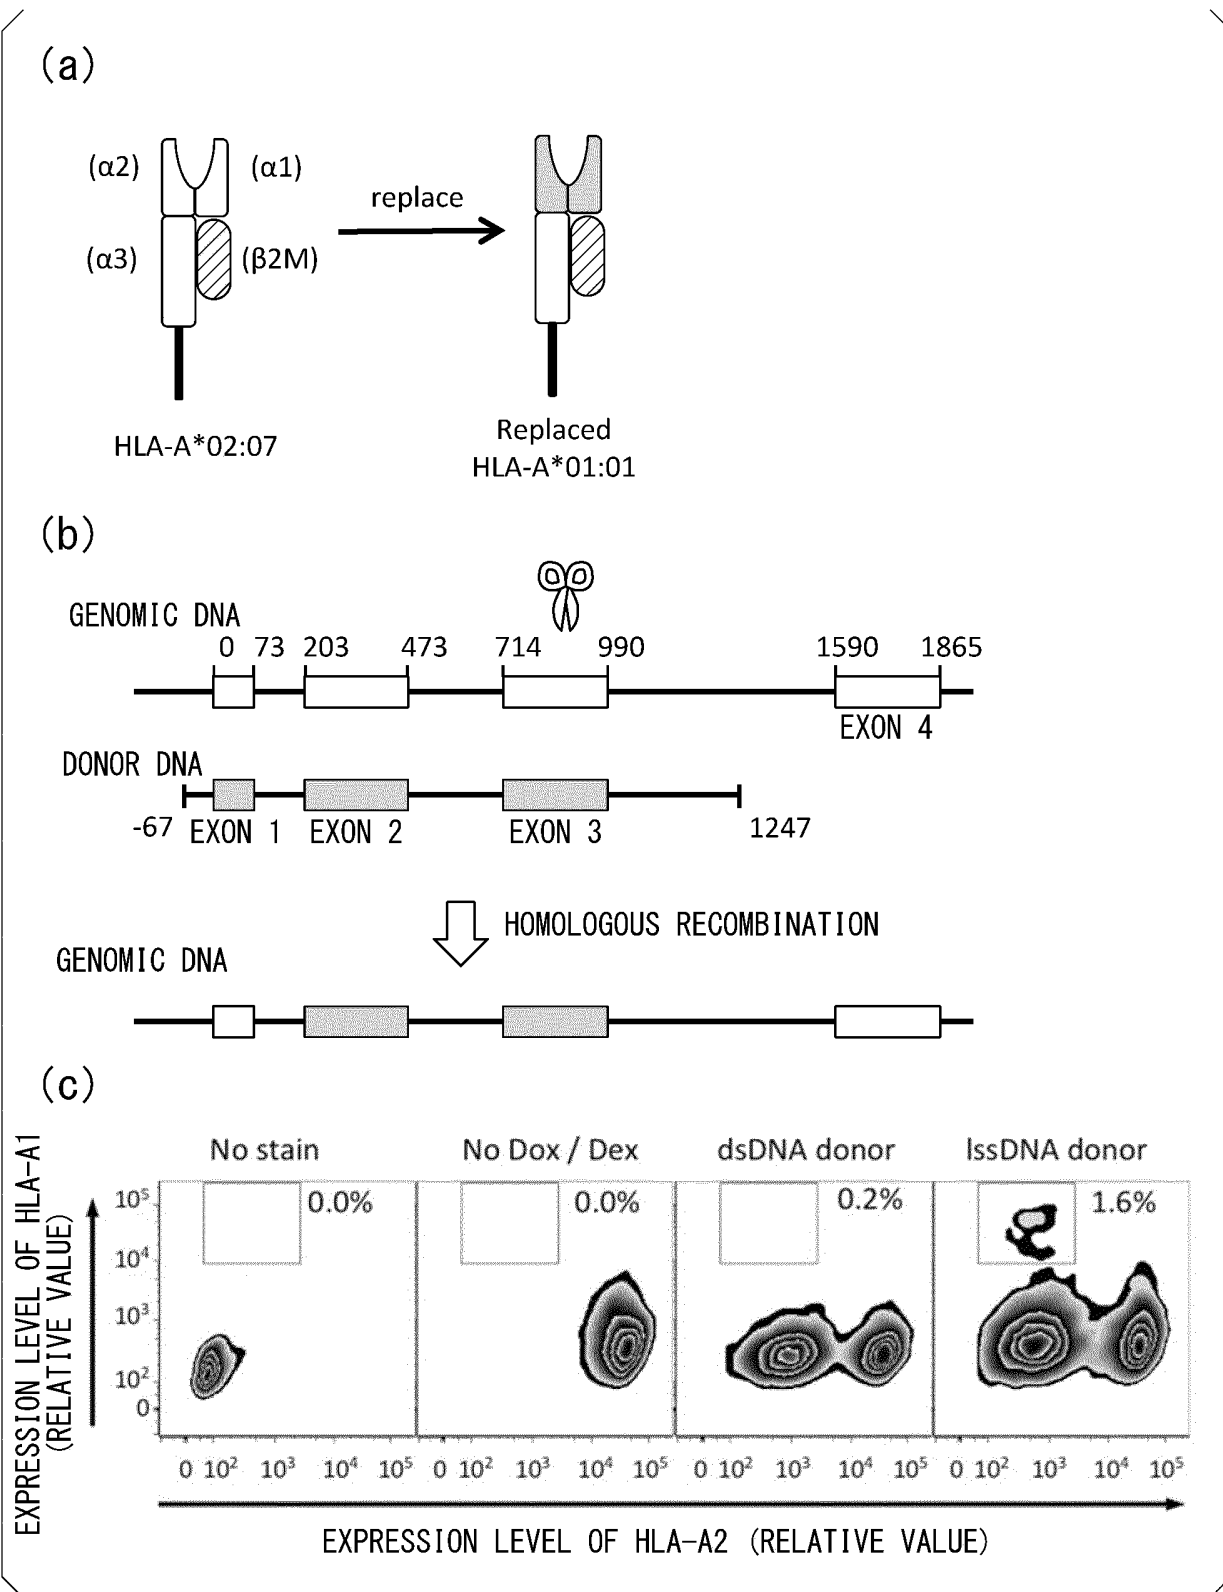 (a)
(α2)
(α1)
replace
(α3)
(β2M)
HLA-A*02:07
Replaced
HLA-A*01:01
(b)
GENOMIC DNA
0 73 203 473 714 990 1590 1865
EXON 4
DONOR DNA
-67 EXON 1 EXON 2 EXON 3 1247
HOMOLOGOUS RECOMBINATION
GENOMIC DNA
(c)
EXPRESSION LEVEL OF HLA-A1
(RELATIVE VALUE)
No stain
No Dox / Dex
dsDNA donor
lssDNA donor
0.0%
0.0%
0.2%
1.6%
10⁵
10⁴
10³
10²
0
0 10² 10³ 10⁴ 10⁵
0 10² 10³ 10⁴ 10⁵
0 10² 10³ 10⁴ 10⁵
0 10² 10³ 10⁴ 10⁵
EXPRESSION LEVEL OF HLA-A2 (RELATIVE VALUE)